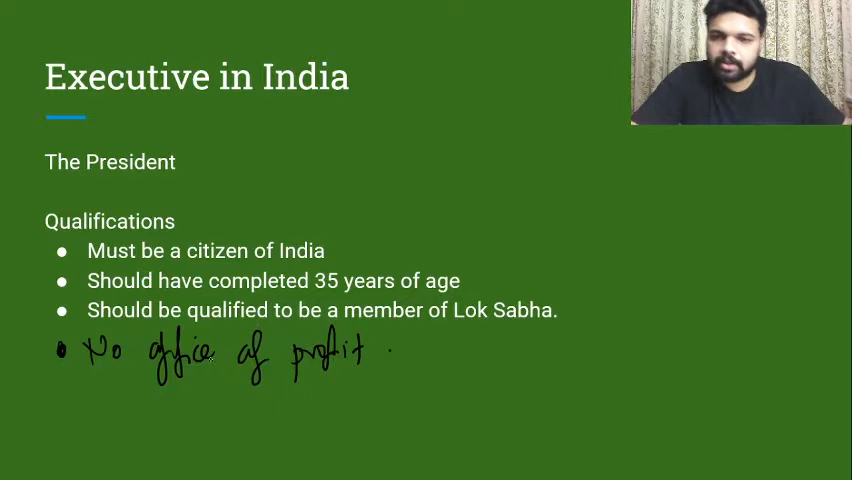 Executive in India
The President
Qualifications
● Must be a citizen of India
● Should have completed 35 years of age
● Should be qualified to be a member of Lok Sabha.
• No office of profit .